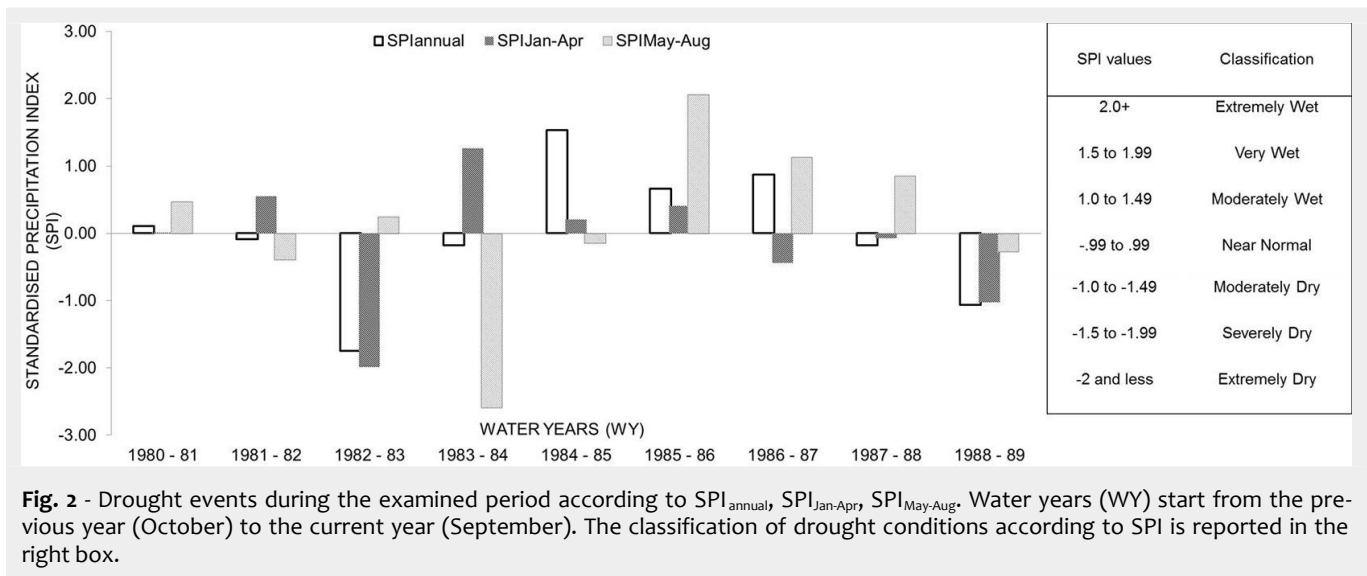 3.00
2.00
1.00
0.00
-1.00
-2.00
-3.00
STANDARDISED PRECIPITATION INDEX
(SPI)
SPIannual SPIJan-Apr SPIMay-Aug
WATER YEARS (WY)
1980 - 81 1981 - 82 1982 - 83 1983 - 84 1984 - 85 1985 - 86 1986 - 87 1987 - 88 1988 - 89
SPI values Classification
2.0+ Extremely Wet
1.5 to 1.99 Very Wet
1.0 to 1.49 Moderately Wet
-.99 to .99 Near Normal
-1.0 to -1.49 Moderately Dry
-1.5 to -1.99 Severely Dry
-2 and less Extremely Dry
Fig. 2 - Drought events during the examined period according to SPIannual, SPIJan-Apr, SPIMay-Aug. Water years (WY) start from the pre-
vious year (October) to the current year (September). The classification of drought conditions according to SPI is reported in the
right box.